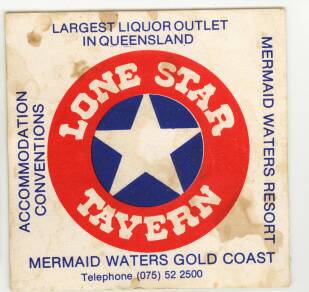 LARGEST LIQUOR OUTLET
IN QUEENSLAND
LONE STAR
TAVERN
ACCOMMODATION
CONVENTIONS
MERMAID WATERS RESORT
MERMAID WATERS GOLD COAST
Telephone (075) 52 2500